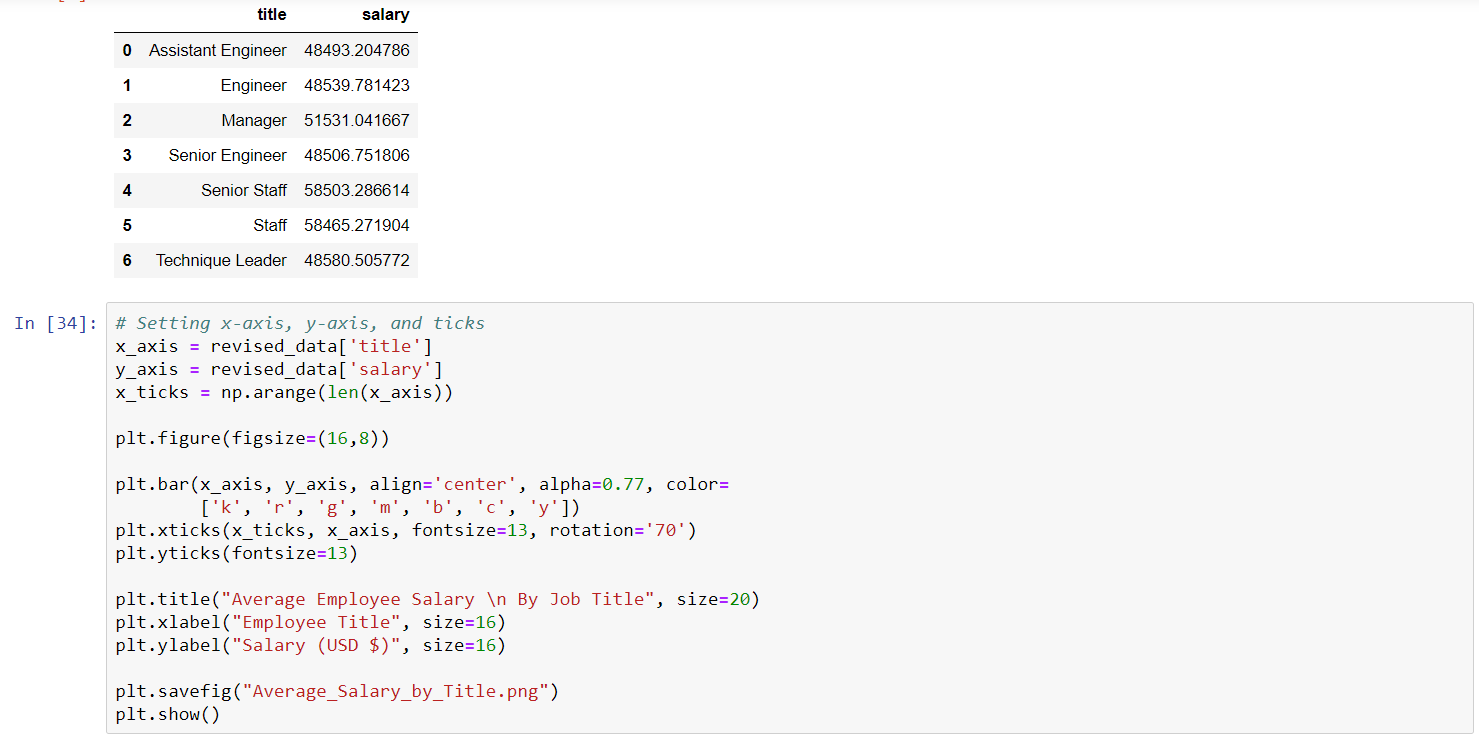 title salary
0 Assistant Engineer 48493.204786
1 Engineer 48539.781423
2 Manager 51531.041667
3 Senior Engineer 48506.751806
4 Senior Staff 58503.286614
5 Staff 58465.271904
6 Technique Leader 48580.505772
In [34]: # Setting x-axis, y-axis, and ticks
x_axis = revised_data['title']
y_axis = revised_data['salary']
x_ticks = np.arange(len(x_axis))
plt.figure(figsize=(16,8))
plt.bar(x_axis, y_axis, align='center', alpha=0.77, color=
['k', 'r', 'g', 'm', 'b', 'c', 'y'])
plt.xticks(x_ticks, x_axis, fontsize=13, rotation='70')
plt.yticks(fontsize=13)
plt.title("Average Employee Salary \n By Job Title", size=20)
plt.xlabel("Employee Title", size=16)
plt.ylabel("Salary (USD $)", size=16)
plt.savefig("Average_Salary_by_Title.png")
plt.show()